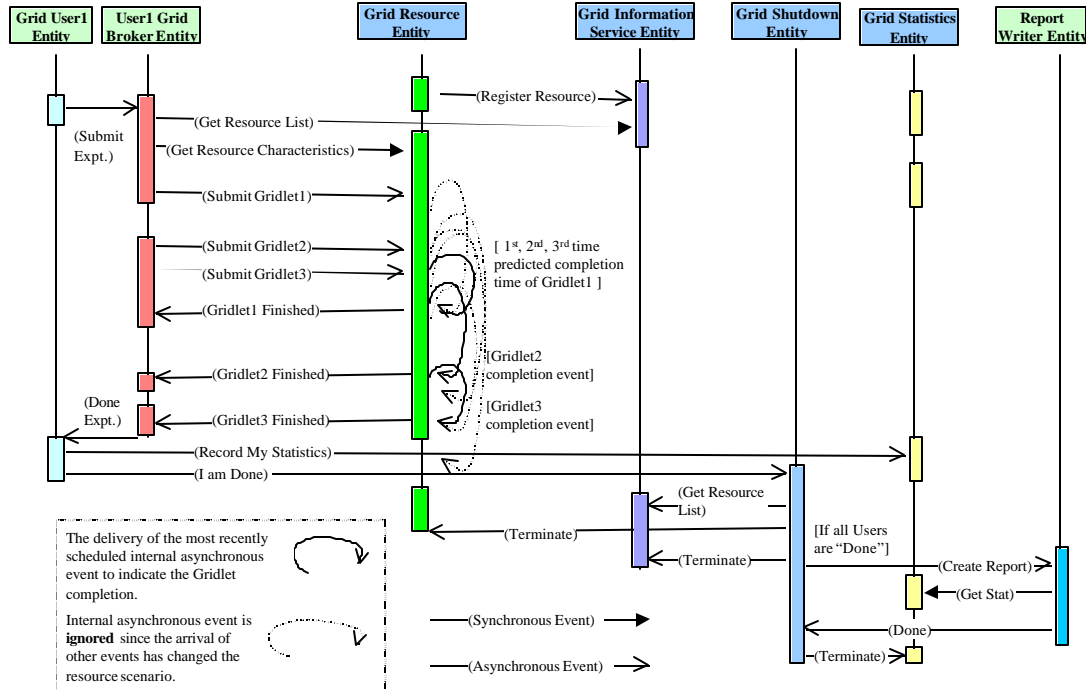 Grid User1
Entity
User1 Grid
Broker Entity
Grid Resource
Entity
Grid Information
Service Entity
Grid Shutdown
Entity
Grid Statistics
Entity
Report
Writer Entity
(Register Resource)
(Submit
Expt.)
(Get Resource List)
(Get Resource Characteristics)
(Submit Gridlet1)
(Submit Gridlet2)
(Submit Gridlet3)
[ 1st, 2nd, 3rd time
predicted completion
time of Gridlet1 ]
(Gridlet1 Finished)
[Gridlet2
completion event]
(Gridlet2 Finished)
(Done
Expt.)
[Gridlet3
completion event]
(Gridlet3 Finished)
(Record My Statistics)
(I am Done)
(Get Resource
List)
(Terminate)
[If all Users
are “Done”]
(Terminate)
(Create Report)
(Get Stat)
(Done)
(Terminate)
The delivery of the most recently
scheduled internal asynchronous
event to indicate the Gridlet
completion.
Internal asynchronous event is
ignored since the arrival of
other events has changed the
resource scenario.
(Synchronous Event)
(Asynchronous Event)